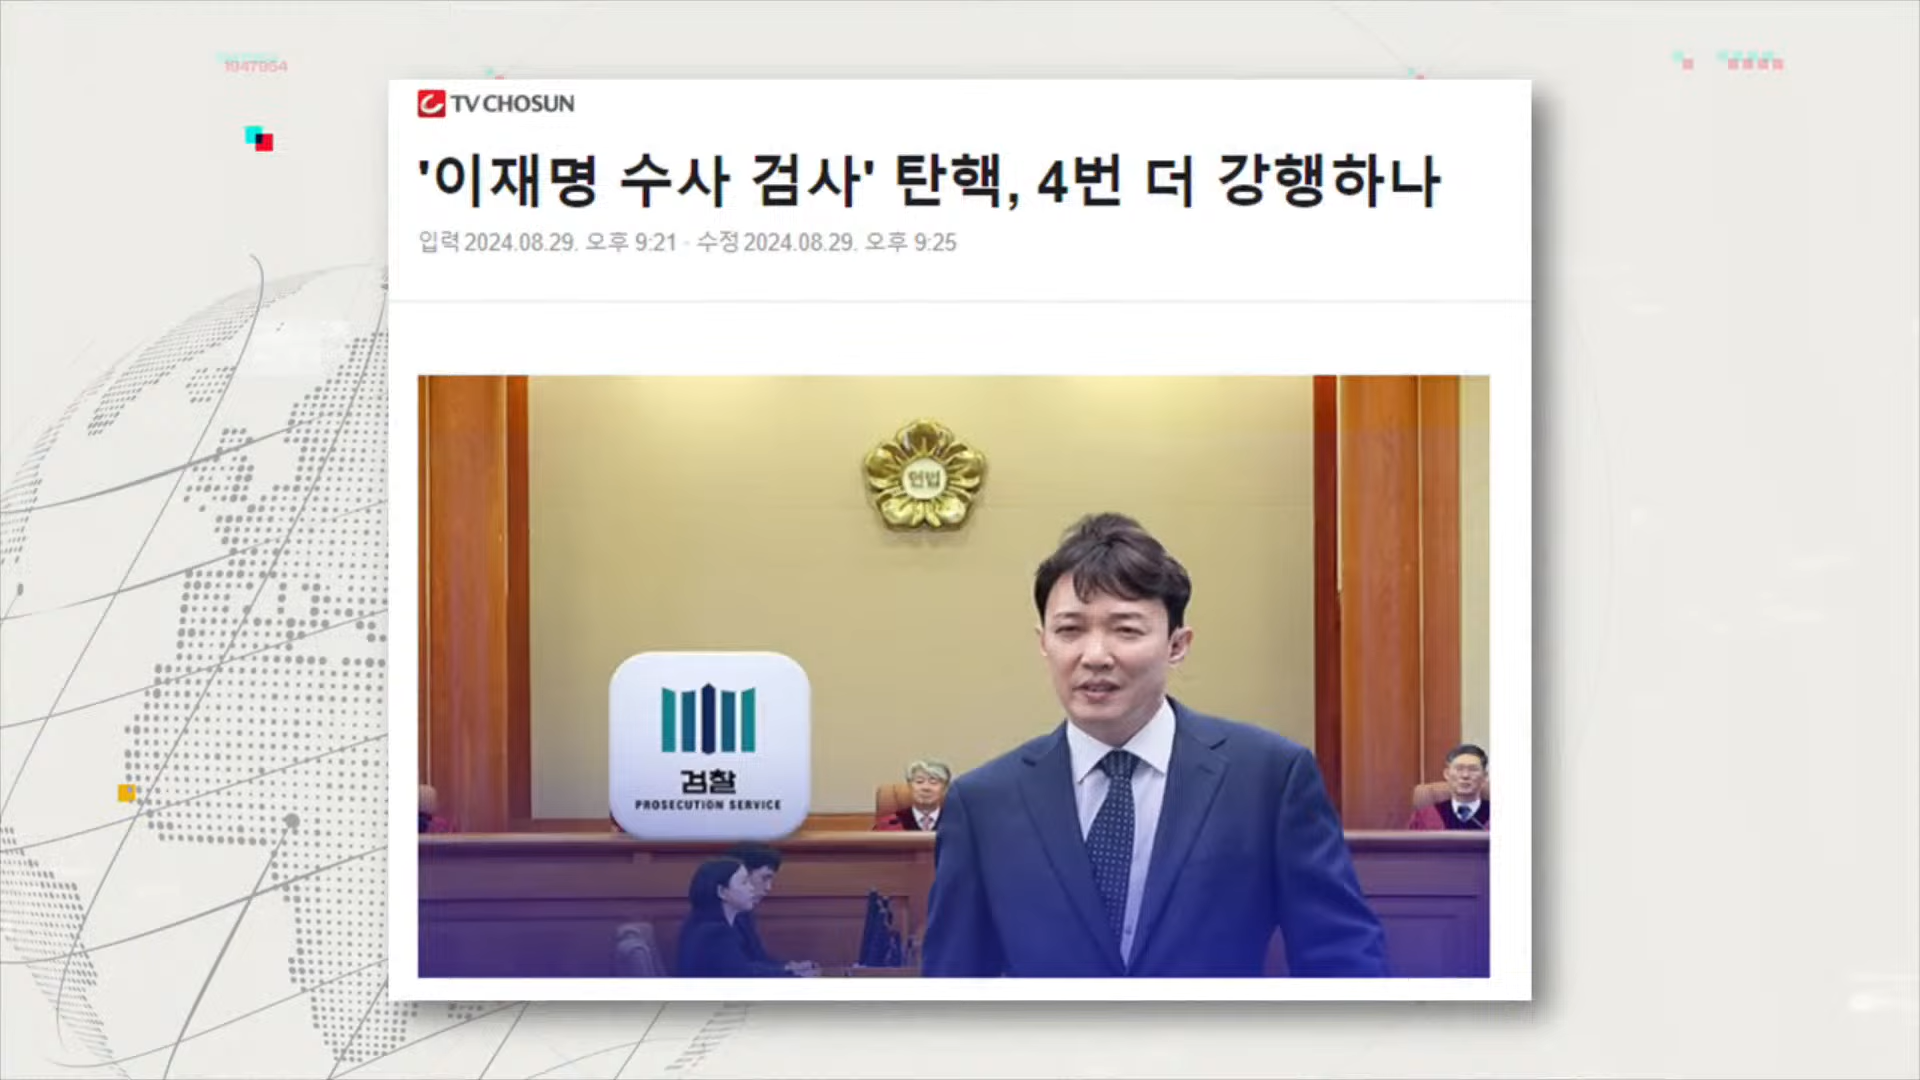 1947954
TV CHOSUN
'이재명 수사 검사' 탄핵, 4번 더 강행하나
입력 2024.08.29. 오후 9:21 · 수정 2024.08.29. 오후 9:25
헌법
검찰
PROSECUTION SERVICE